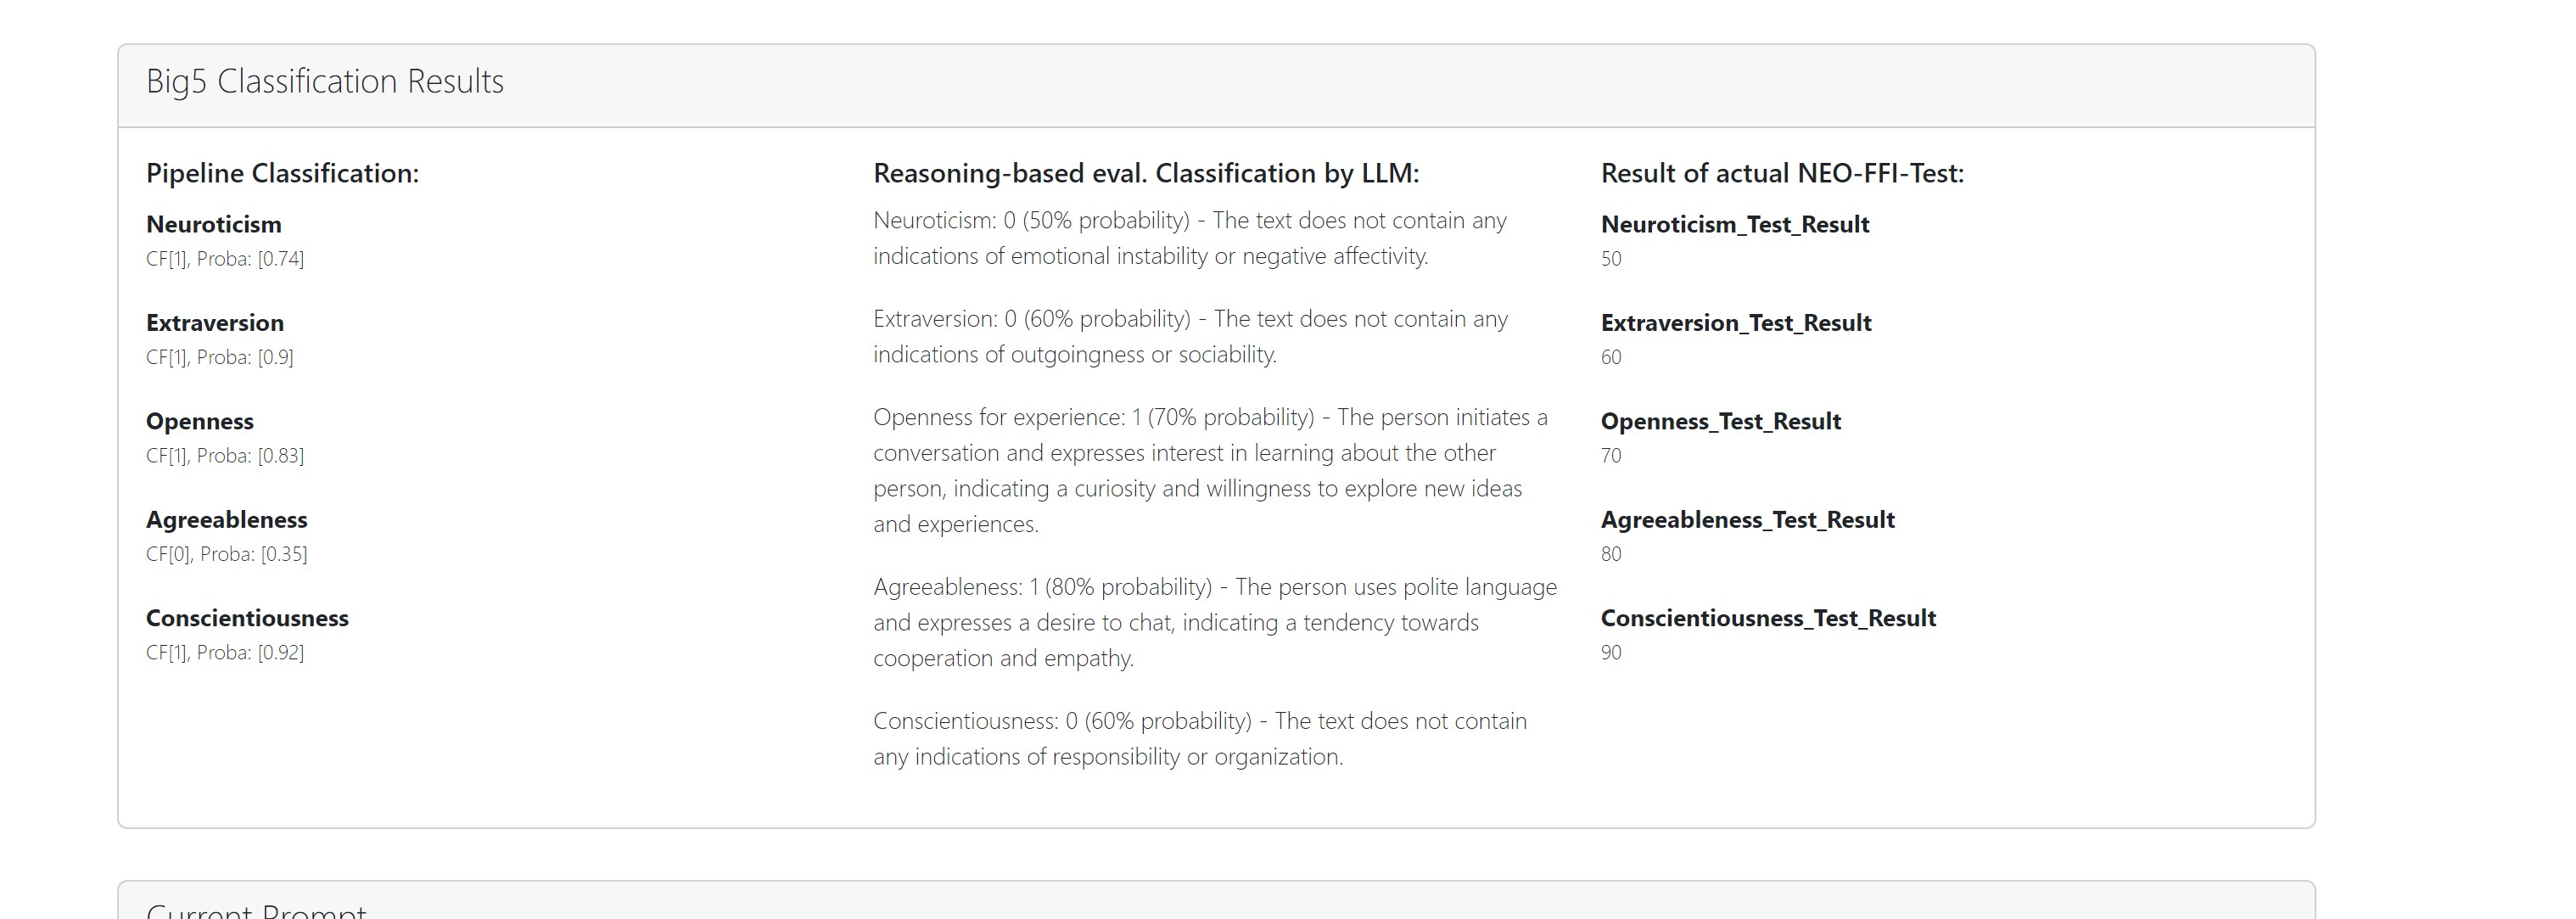 Big5 Classification Results
Pipeline Classification:
Neuroticism
CF[1], Proba: [0.74]
Extraversion
CF[1], Proba: [0.9]
Openness
CF[1], Proba: [0.83]
Agreeableness
CF[0], Proba: [0.35]
Conscientiousness
CF[1], Proba: [0.92]
Reasoning-based eval. Classification by LLM:
Neuroticism: 0 (50% probability) - The text does not contain any
indications of emotional instability or negative affectivity.
Extraversion: 0 (60% probability) - The text does not contain any
indications of outgoingness or sociability.
Openness for experience: 1 (70% probability) - The person initiates a
conversation and expresses interest in learning about the other
person, indicating a curiosity and willingness to explore new ideas
and experiences.
Agreeableness: 1 (80% probability) - The person uses polite language
and expresses a desire to chat, indicating a tendency towards
cooperation and empathy.
Conscientiousness: 0 (60% probability) - The text does not contain
any indications of responsibility or organization.
Result of actual NEO-FFI-Test:
Neuroticism_Test_Result
50
Extraversion_Test_Result
60
Openness_Test_Result
70
Agreeableness_Test_Result
80
Conscientiousness_Test_Result
90
Current Prompt